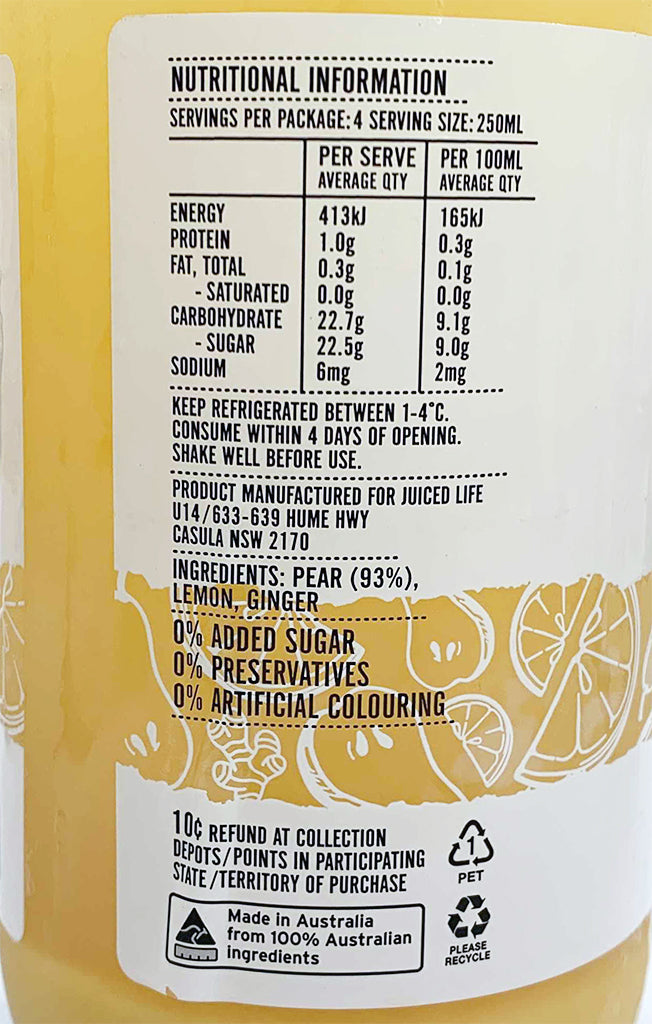 NUTRITIONAL INFORMATION
SERVINGS PER PACKAGE: 4 SERVING SIZE: 250ML
PER SERVE PER 100ML
AVERAGE QTY AVERAGE QTY
ENERGY 413kJ 165kJ
PROTEIN 1.0g 0.3g
FAT, TOTAL 0.3g 0.1g
- SATURATED 0.0g 0.0g
CARBOHYDRATE 22.7g 9.1g
- SUGAR 22.5g 9.0g
SODIUM 6mg 2mg
KEEP REFRIGERATED BETWEEN 1-4°C.
CONSUME WITHIN 4 DAYS OF OPENING.
SHAKE WELL BEFORE USE.
PRODUCT MANUFACTURED FOR JUICED LIFE
U14/633-639 HUME HWY
CASULA NSW 2170
INGREDIENTS: PEAR (93%),
LEMON, GINGER
0% ADDED SUGAR
0% PRESERVATIVES
0% ARTIFICIAL COLOURING
10¢ REFUND AT COLLECTION
DEPOTS/POINTS IN PARTICIPATING
STATE/TERRITORY OF PURCHASE
1
PET
Made in Australia
from 100% Australian
ingredients
PLEASE
RECYCLE